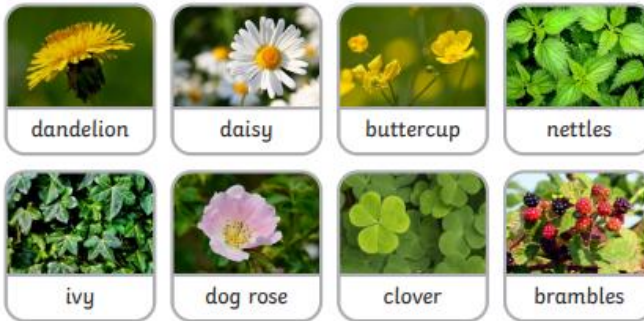 dandelion daisy buttercup nettles
ivy dog rose clover brambles